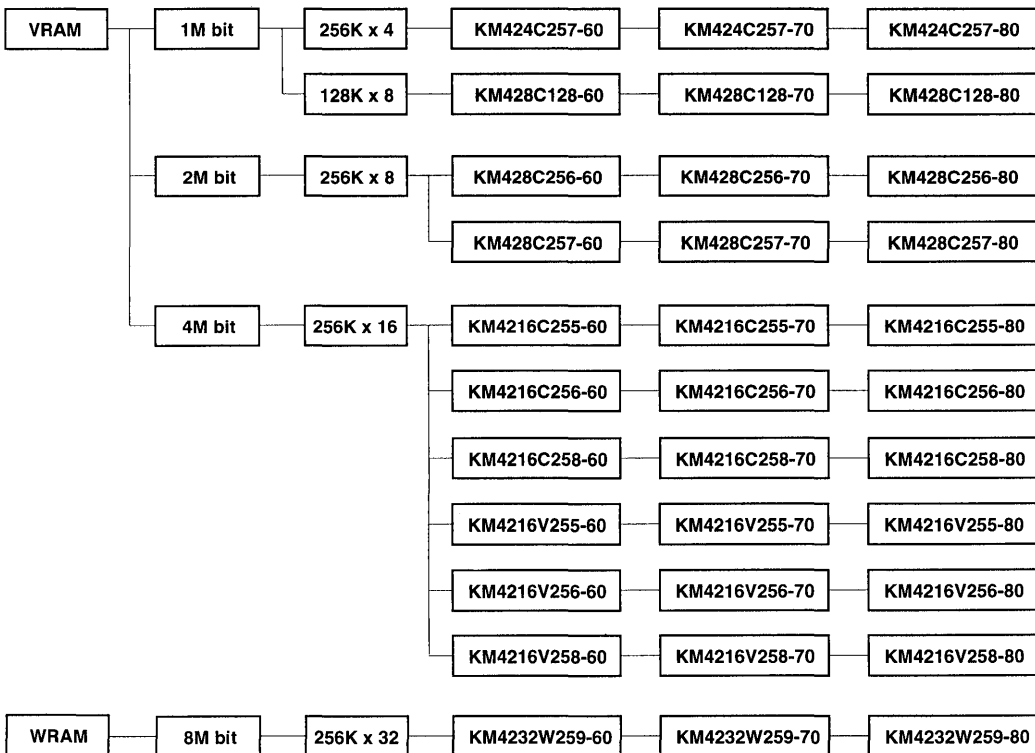 VRAM 1M bit 256K x 4 KM424C257-60 KM424C257-70 KM424C257-80
128K x 8 KM428C128-60 KM428C128-70 KM428C128-80
2M bit 256K x 8 KM428C256-60 KM428C256-70 KM428C256-80
KM428C257-60 KM428C257-70 KM428C257-80
4M bit 256K x 16 KM4216C255-60 KM4216C255-70 KM4216C255-80
KM4216C256-60 KM4216C256-70 KM4216C256-80
KM4216C258-60 KM4216C258-70 KM4216C258-80
KM4216V255-60 KM4216V255-70 KM4216V255-80
KM4216V256-60 KM4216V256-70 KM4216V256-80
KM4216V258-60 KM4216V258-70 KM4216V258-80
WRAM 8M bit 256K x 32 KM4232W259-60 KM4232W259-70 KM4232W259-80